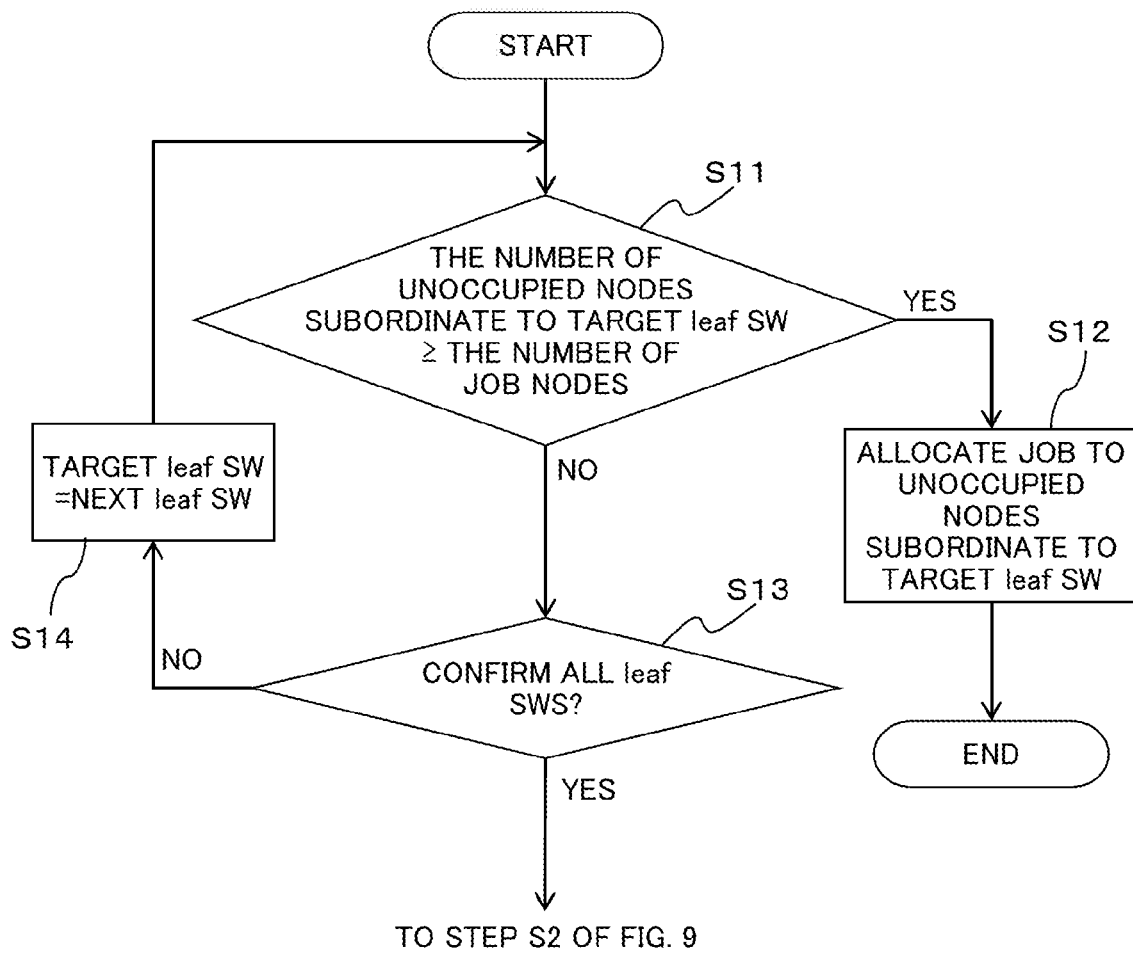 START
S11
THE NUMBER OF
UNOCCUPIED NODES
SUBORDINATE TO TARGET leaf SW
≥ THE NUMBER OF
JOB NODES
YES
S12
ALLOCATE JOB TO
UNOCCUPIED
NODES
SUBORDINATE TO
TARGET leaf SW
TARGET leaf SW
=NEXT leaf SW
NO
S14
S13
NO
CONFIRM ALL leaf
SWS?
END
YES
TO STEP S2 OF FIG. 9